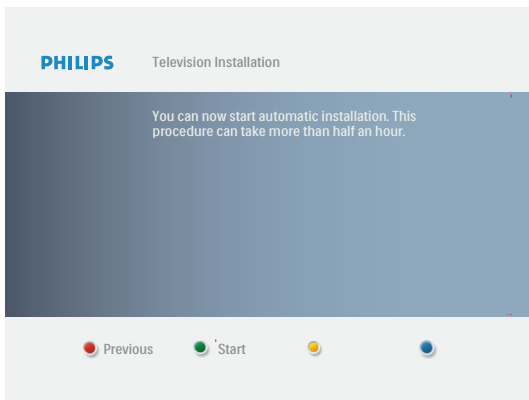 PHILIPS
Television Installation
You can now start automatic installation. This
procedure can take more than half an hour.
Previous
Start